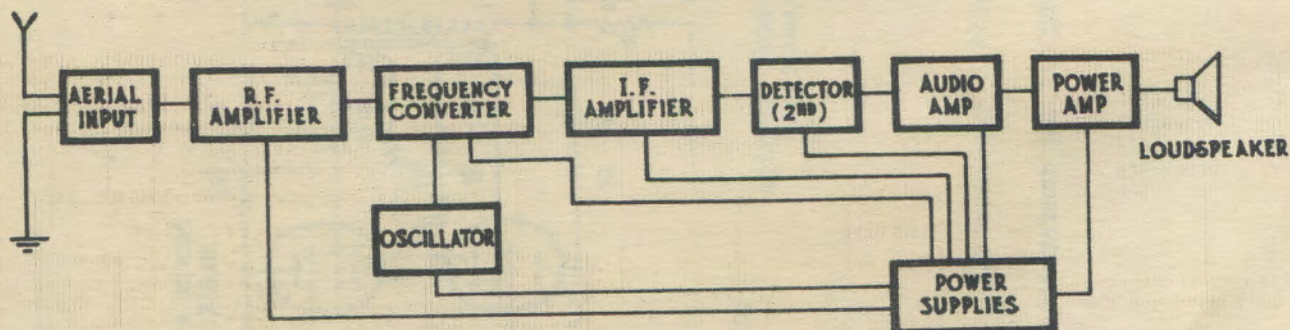 AERIAL
INPUT
R.F.
AMPLIFIER
FREQUENCY
CONVERTER
I.F.
AMPLIFIER
DETECTOR
(2ND)
AUDIO
AMP
POWER
AMP
LOUDSPEAKER
OSCILLATOR
POWER
SUPPLIES